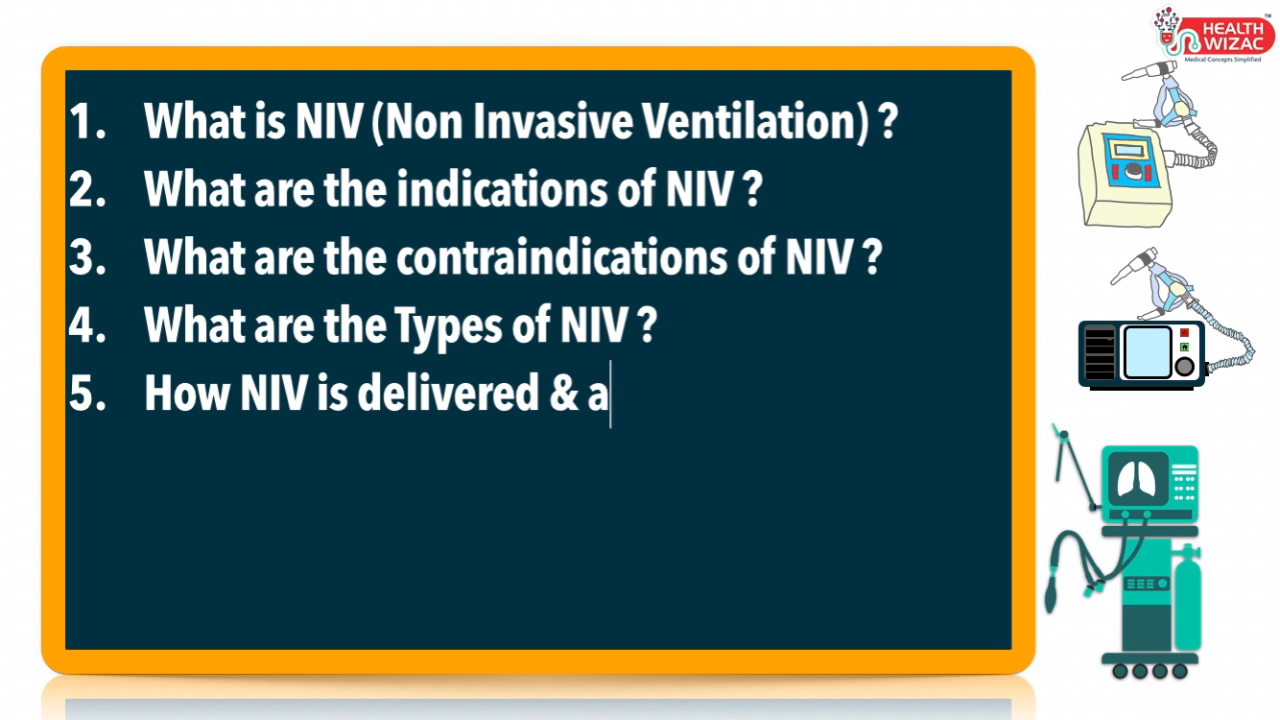 HEALTH
WIZAC
Medical Concepts Simplified
1. What is NIV (Non Invasive Ventilation) ?
2. What are the indications of NIV ?
3. What are the contraindications of NIV ?
4. What are the Types of NIV ?
5. How NIV is delivered & a